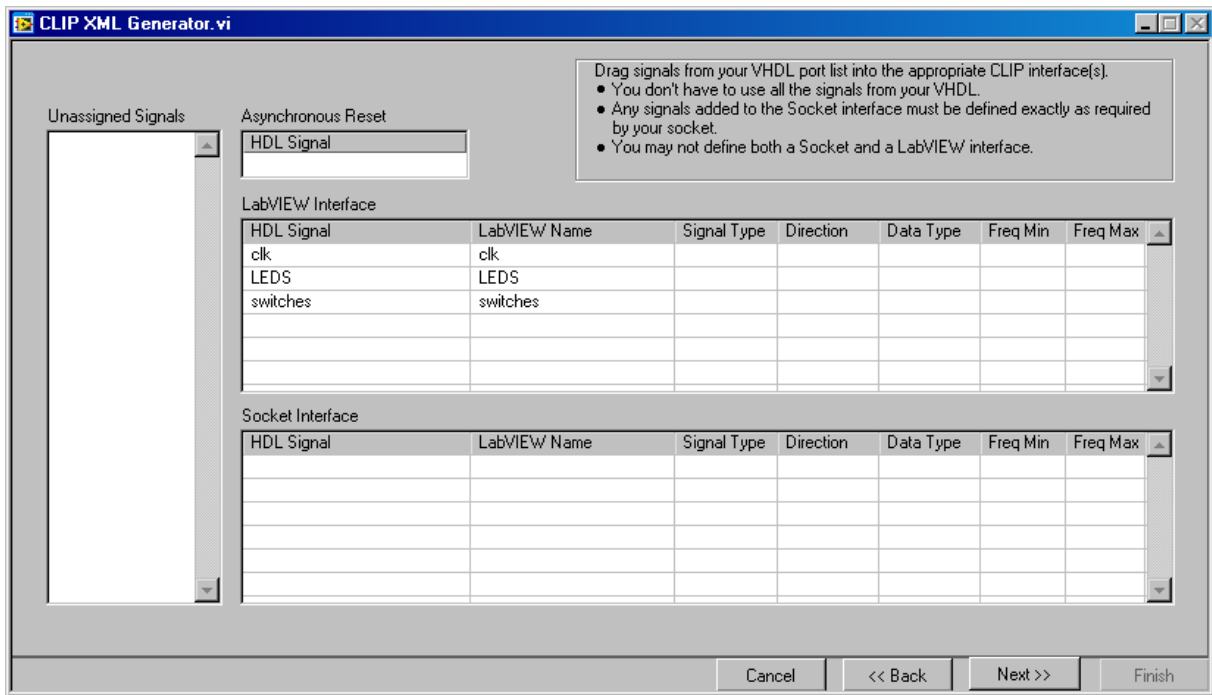 CLIP XML Generator.vi
Drag signals from your VHDL port list into the appropriate CLIP interface(s).
● You don't have to use all the signals from your VHDL.
● Any signals added to the Socket interface must be defined exactly as required
by your socket.
● You may not define both a Socket and a LabVIEW interface.
Unassigned Signals
Asynchronous Reset
HDL Signal
LabVIEW Interface
HDL Signal LabVIEW Name Signal Type Direction Data Type Freq Min Freq Max
clk clk
LEDS LEDS
switches switches
Socket Interface
HDL Signal LabVIEW Name Signal Type Direction Data Type Freq Min Freq Max
Cancel << Back Next >> Finish